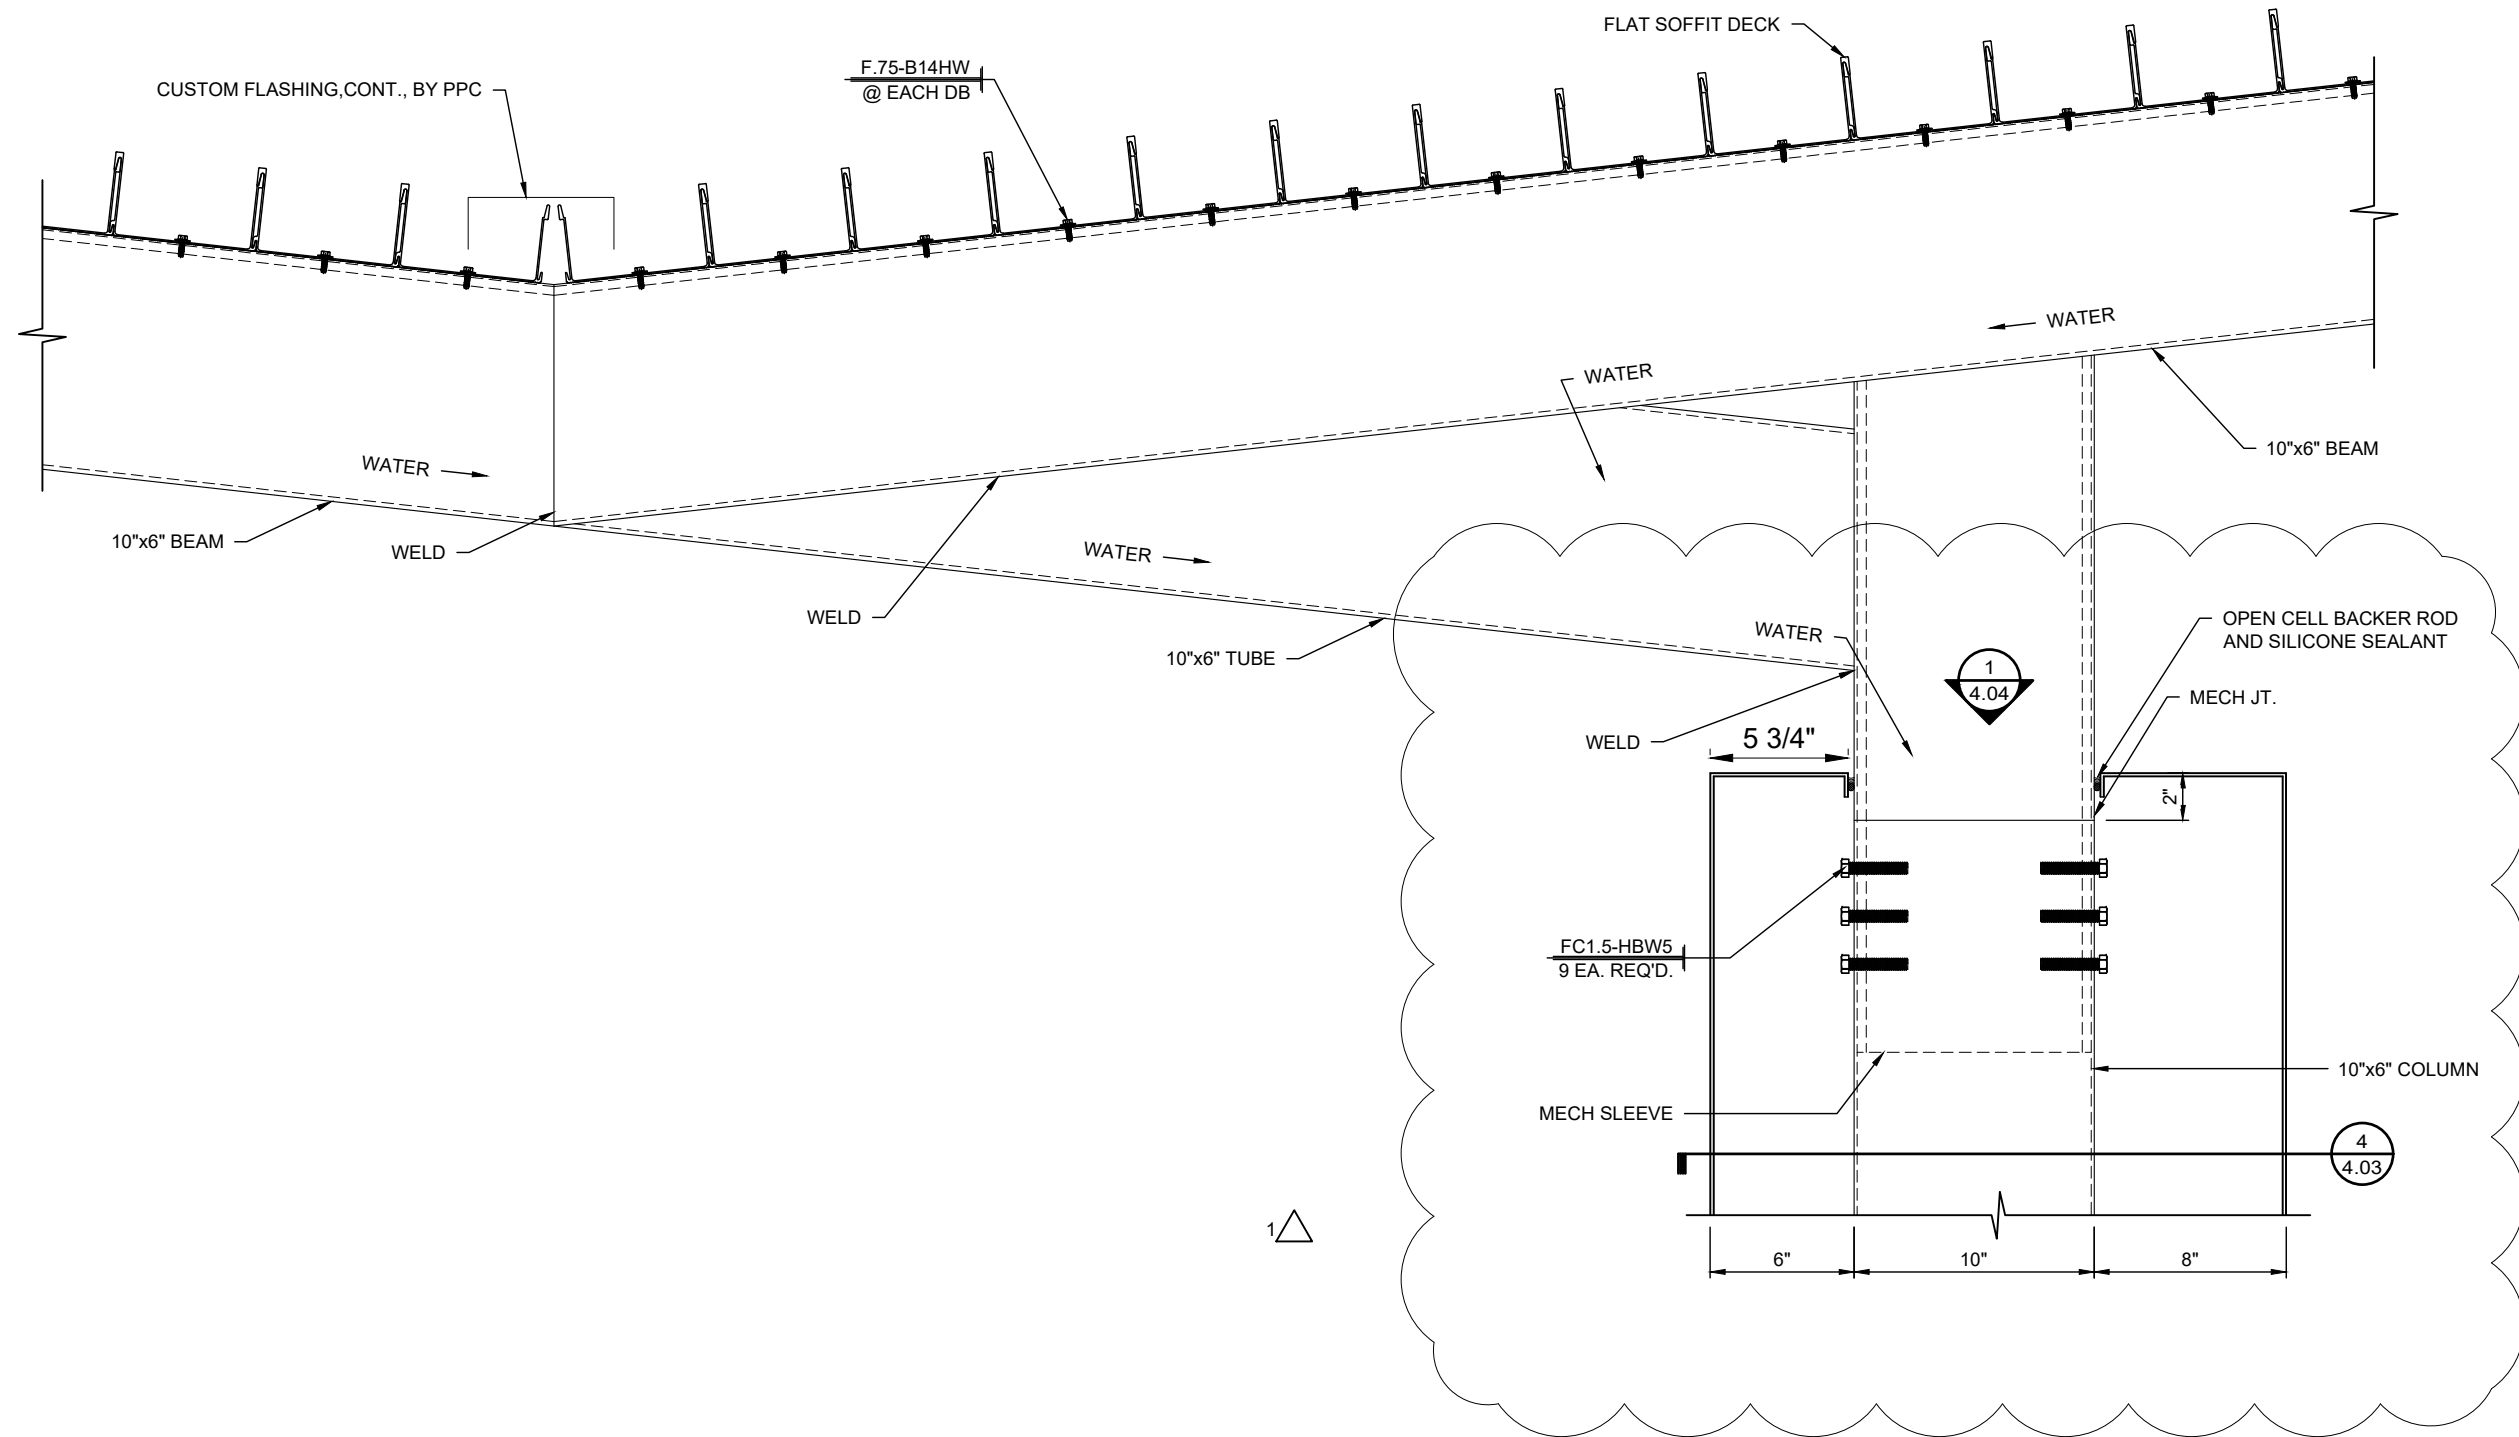 FLAT SOFFIT DECK
F.75-B14HW
@ EACH DB
CUSTOM FLASHING,CONT., BY PPC
WATER
WATER
10"x6" BEAM
WATER
10"x6" BEAM
WELD
WATER
WELD
10"x6" TUBE
WATER
OPEN CELL BACKER ROD
AND SILICONE SEALANT
1
4.04
MECH JT.
WELD
5 3/4"
2"
FC1.5-HBW5
9 EA. REQ'D.
10"x6" COLUMN
MECH SLEEVE
4
4.03
1
6"
10"
8"